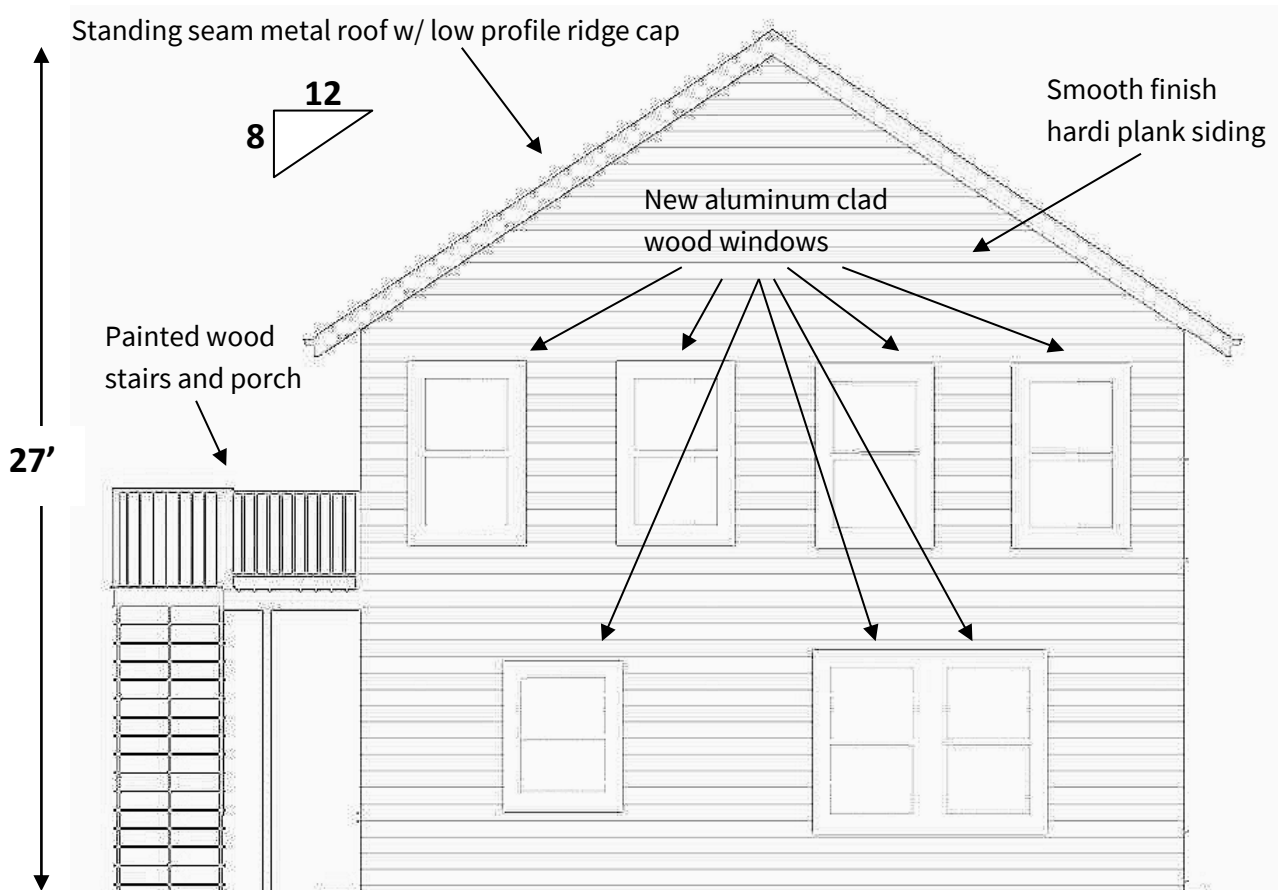 Standing seam metal roof w/ low profile ridge cap
12
8
Smooth finish
hardi plank siding
New aluminum clad
wood windows
Painted wood
stairs and porch
27’